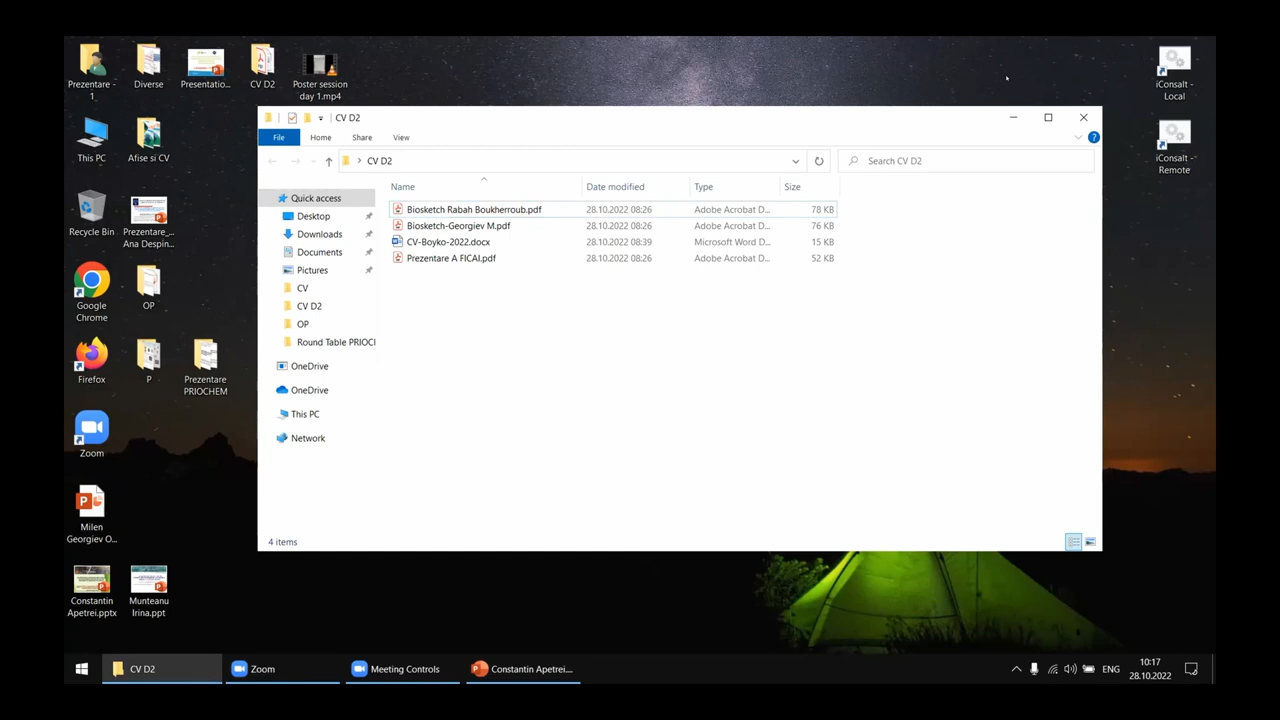 Prezentare -
1
Diverse
Presentatio...
CV D2
Poster session
day 1.mp4
iConsalt -
Local
This PC
Afise si CV
iConsalt -
Remote
Recycle Bin
Prezentare_...
Ana Despin...
Google
Chrome
OP
Firefox
P
Prezentare
PRIOCHEM
Zoom
Milen
Georgiev O...
Constantin
Apetrei.pptx
Munteanu
Irina.ppt
CV D2
File Home Share View
CV D2
Search CV D2
Name Date modified Type Size
Quick access
Desktop
Downloads
Documents
Pictures
CV
CV D2
OP
Round Table PRIOCI
OneDrive
OneDrive
This PC
Network
Biosketch Rabah Boukherroub.pdf 28.10.2022 08:26 Adobe Acrobat D... 78 KB
Biosketch-Georgiev M.pdf 28.10.2022 08:26 Adobe Acrobat D... 76 KB
CV-Boyko-2022.docx 28.10.2022 08:39 Microsoft Word D... 15 KB
Prezentare A FICAI.pdf 28.10.2022 08:26 Adobe Acrobat D... 52 KB
4 items
CV D2 Zoom Meeting Controls Constantin Apetrei... ENG
10:17
28.10.2022